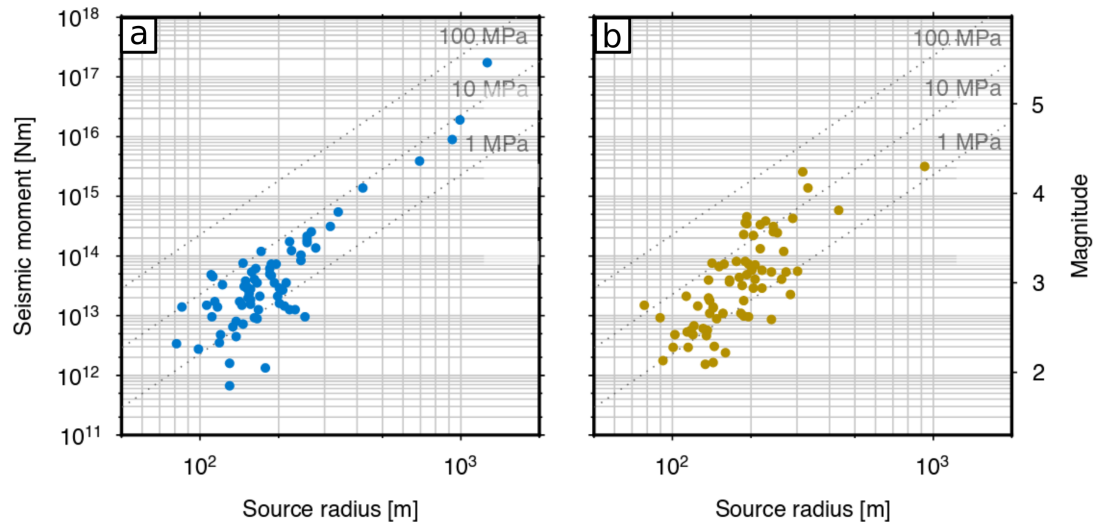 a
b
10^18
10^17
10^16
10^15
10^14
10^13
10^12
10^11
Seismic moment [Nm]
100 MPa
10 MPa
1 MPa
100 MPa
10 MPa
1 MPa
5
4
3
2
Magnitude
10^2
10^3
10^2
10^3
Source radius [m]
Source radius [m]